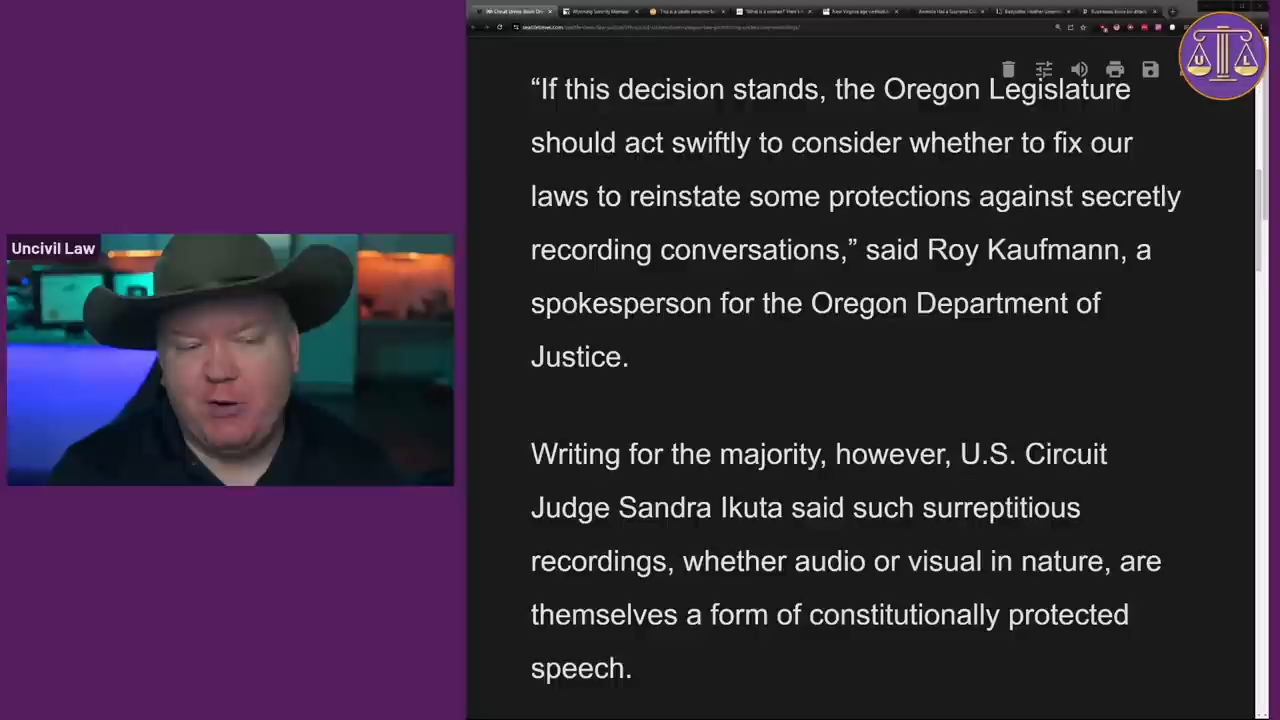 Uncivil Law
U L
“If this decision stands, the Oregon Legislature
should act swiftly to consider whether to fix our
laws to reinstate some protections against secretly
recording conversations,” said Roy Kaufmann, a
spokesperson for the Oregon Department of
Justice.
Writing for the majority, however, U.S. Circuit
Judge Sandra Ikuta said such surreptitious
recordings, whether audio or visual in nature, are
themselves a form of constitutionally protected
speech.